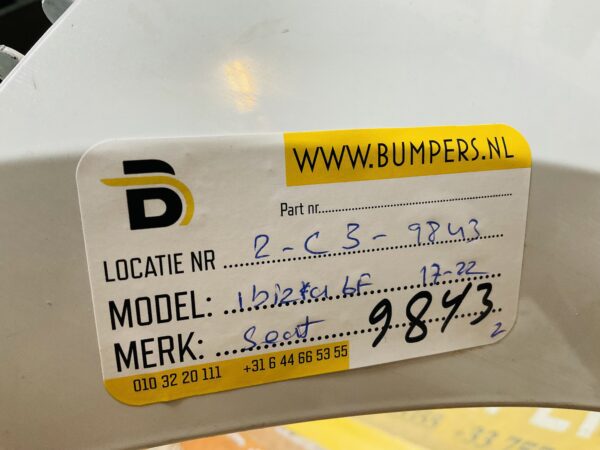 WWW.BUMPERS.NL
B
Part nr.
LOCATIE NR 2-C3-9843
MODEL: 17-22
MERK: Seat 9843
2
010 32 20 111 +31 6 44 66 53 55